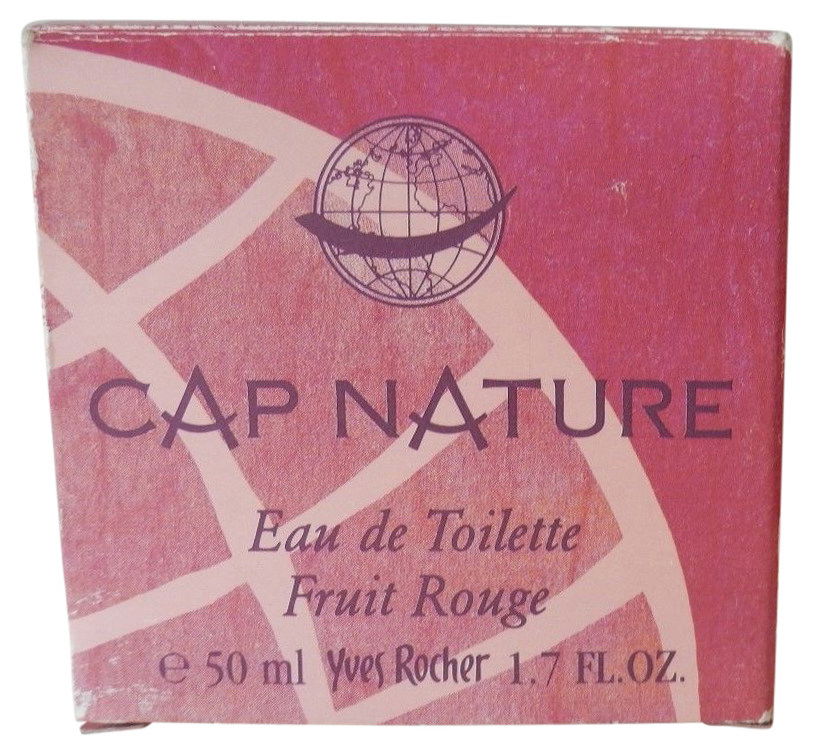 CAP NATURE
Eau de Toilette
Fruit Rouge
℮ 50 ml Yves Rocher 1.7 FL.OZ.